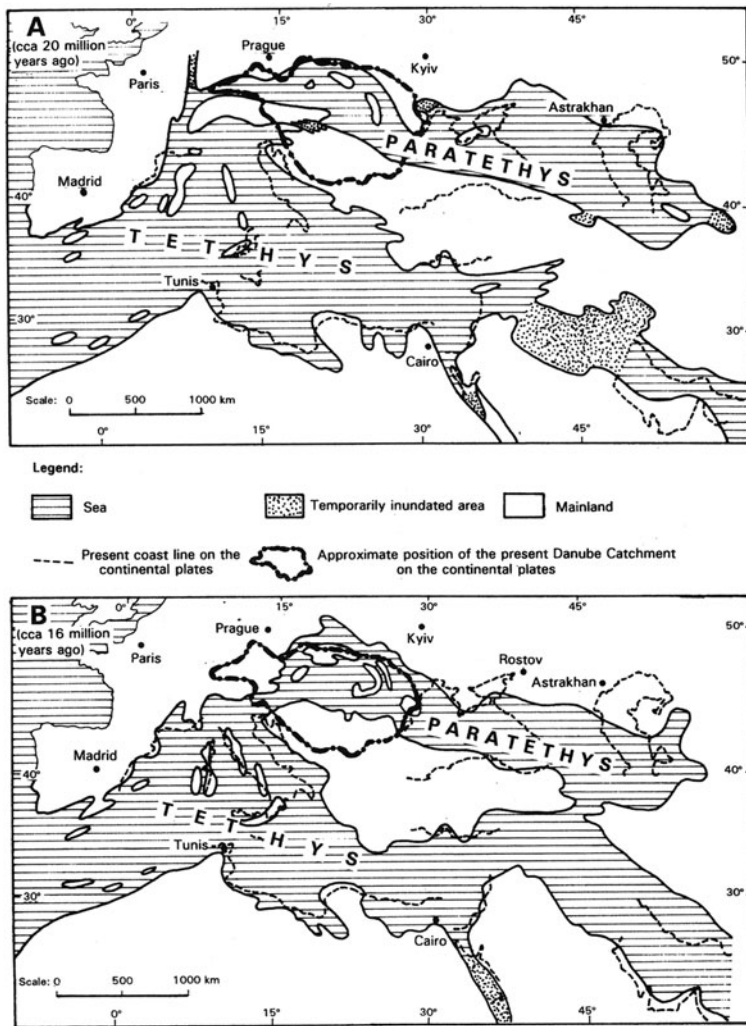 0° 15° 30° 45°
A
(cca 20 million
years ago)
Prague
Kyiv
50°
Paris
Astrakhan
PARATETHYS
Madrid
40°
40°
TETHYS
Tunis
30°
30°
Cairo
Scale: 0 500 1000 km
0° 15° 30° 45°
Legend:
Sea
Temporarily inundated area
Mainland
Present coast line on the
continental plates
Approximate position of the present Danube Catchment
on the continental plates
0° 15° 30° 45°
B
(cca 16 million
years ago)
Prague
Kyiv
50°
Paris
Rostov
Astrakhan
PARATETHYS
Madrid
40°
40°
TETHYS
Tunis
30°
30°
Cairo
Scale: 0 500 1000 km
0° 15° 30° 45°